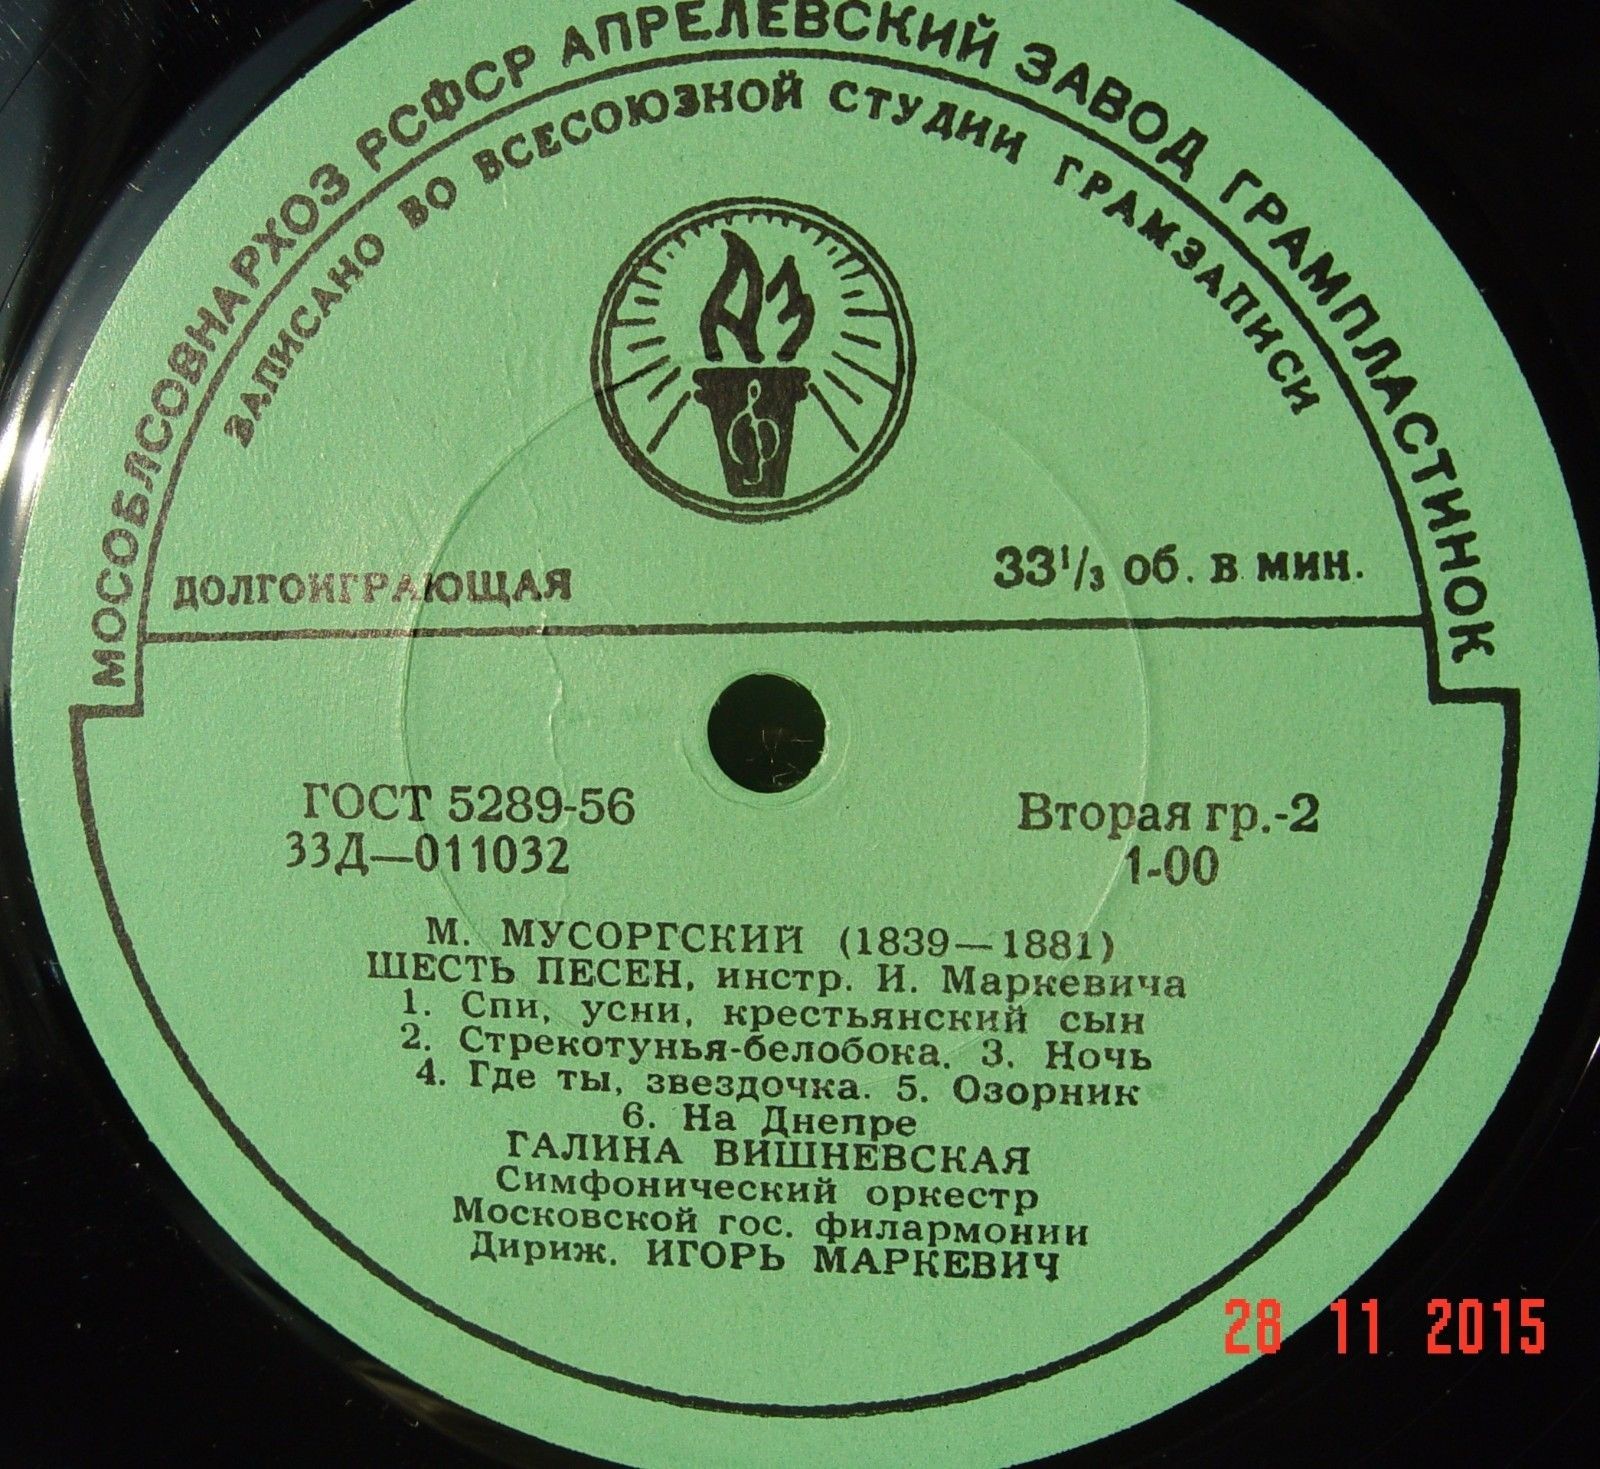 МОСОБЛСОВНАРХОЗ РСФСР АПРЕЛЕВСКИЙ ЗАВОД ГРАМПЛАСТИНОК
ЗАПИСАНО ВО ВСЕСОЮЗНОЙ СТУДИИ ГРАМЗАПИСИ
АЗ
ДОЛГОИГРАЮЩАЯ
33 1/3 об. в мин.
ГОСТ 5289-56
Вторая гр.-2
33Д—011032
1-00
М. МУСОРГСКИЙ (1839—1881)
ШЕСТЬ ПЕСЕН, инстр. И. Маркевича
1. Спи, усни, крестьянский сын
2. Стрекотунья-белобока. 3. Ночь
4. Где ты, звездочка. 5. Озорник
6. На Днепре
ГАЛИНА ВИШНЕВСКАЯ
Симфонический оркестр
Московской гос. филармонии
Дириж. ИГОРЬ МАРКЕВИЧ
28 11 2015